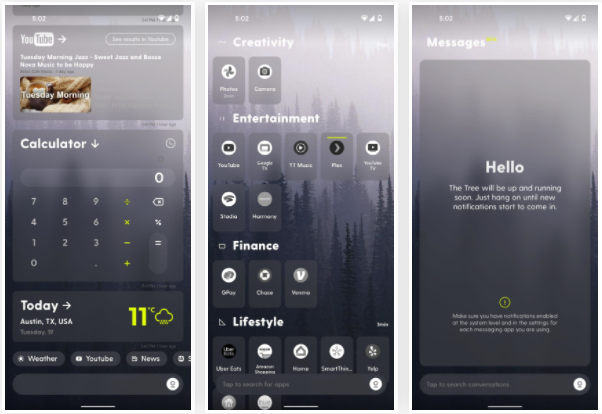 5:02
YouTube →
See results in Youtube
Tuesday Morning Jazz - Sweet Jazz and Bossa
Nova Music to be Happy
Tuesday Morning
Calculator ↓
0
7 8 9 ÷
4 5 6 × %
1 2 3 − =
0 . +
Today →
Austin, TX, USA
Tuesday, 19
11°C
Weather
Youtube
News
5:02
Creativity
Photos
Camera
Entertainment
YouTube
Google
TV
YT Music
Plex
YouTube
TV
Stadia
Harmony
Finance
GPay
Chase
Venmo
Lifestyle
3min
Uber Eats
Amazon
Shopping
Home
SmartThin...
Yelp
Tap to search for apps
5:02
Messages
Hello
The Tree will be up and running
soon. Just hang on until new
notifications start to come in.
Make sure you have notifications enabled
at the system level and in the settings for
each messaging app you are using.
Tap to search conversations